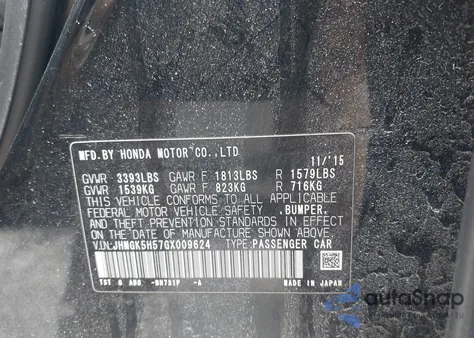 MFD.BY HONDA MOTOR CO.,LTD 11/'15
GVWR 3393LBS GAWR F 1813LBS R 1579LBS
GVWR 1539KG GAWR F 823KG R 716KG
THIS VEHICLE CONFORMS TO ALL APPLICABLE
FEDERAL MOTOR VEHICLE SAFETY ,BUMPER,
AND THEFT PREVENTION STANDARDS IN EFFECT
ON THE DATE OF MANUFACTURE SHOWN ABOVE.
VIN:JHMGK5H57GX009624 TYPE:PASSENGER CAR
-A MADE IN JAPAN
autoSnap